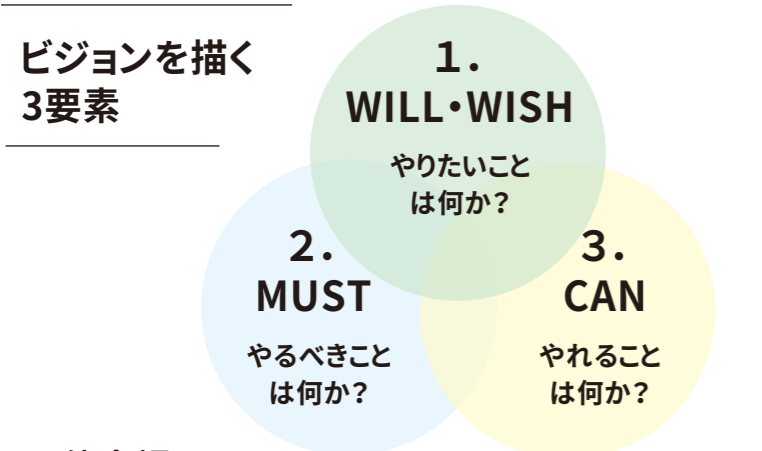 ビジョンを描く
3要素
1.
WILL・WISH
やりたいこと
は何か?
2.
MUST
やるべきこと
は何か?
3.
CAN
やれること
は何か?